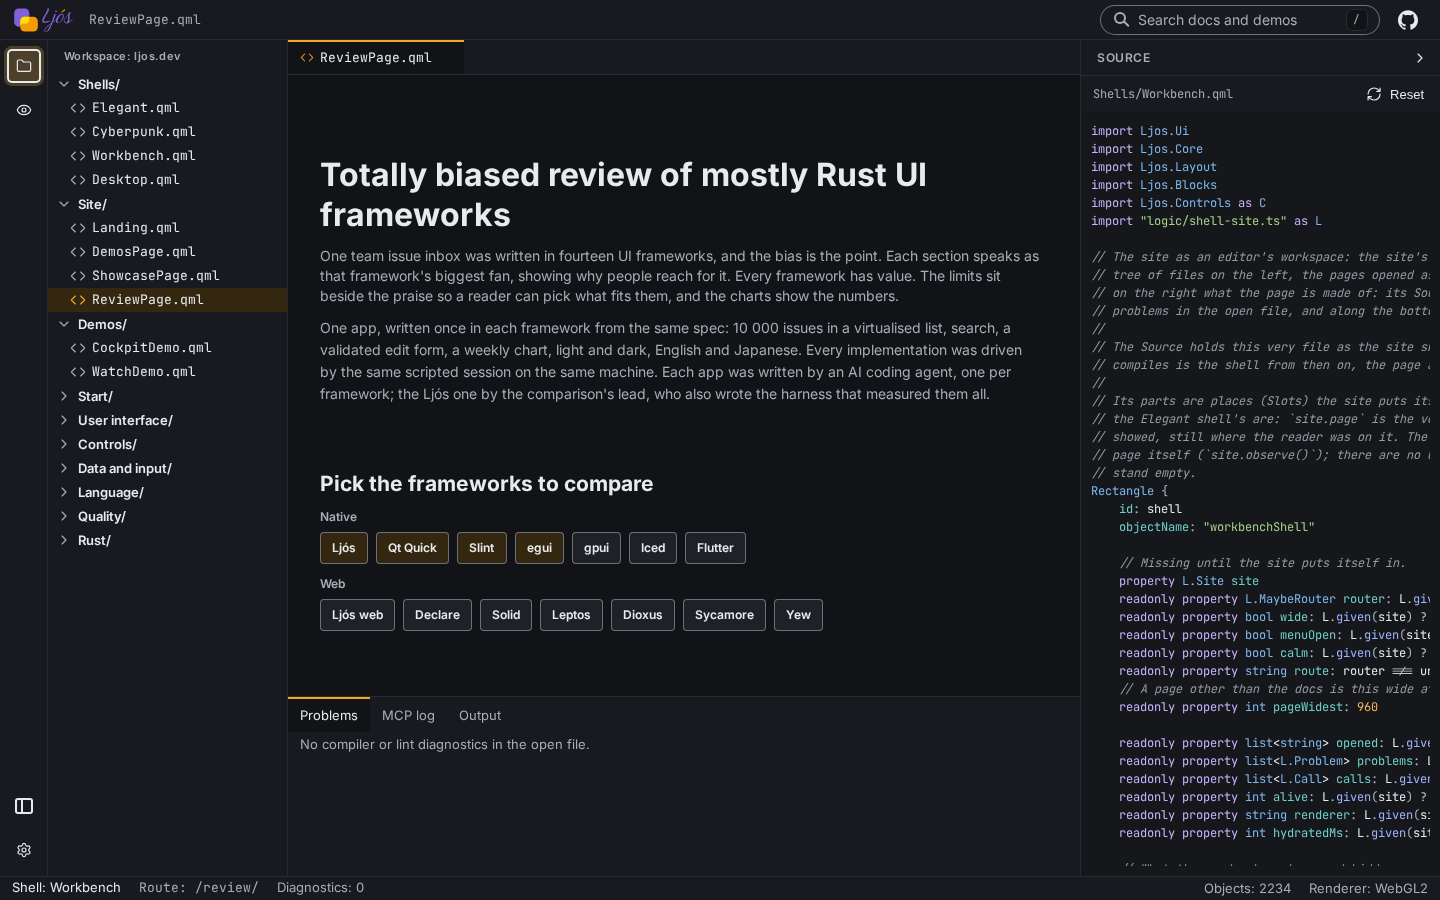 Ljós
ReviewPage.qml
Search docs and demos
/
Workspace: ljos.dev
Shells/
Elegant.qml
Cyberpunk.qml
Workbench.qml
Desktop.qml
Site/
Landing.qml
DemosPage.qml
ShowcasePage.qml
ReviewPage.qml
Demos/
CockpitDemo.qml
WatchDemo.qml
Start/
User interface/
Controls/
Data and input/
Language/
Quality/
Rust/
ReviewPage.qml
Totally biased review of mostly Rust UI
frameworks
One team issue inbox was written in fourteen UI frameworks, and the bias is the point. Each section speaks as
that framework's biggest fan, showing why people reach for it. Every framework has value. The limits sit
beside the praise so a reader can pick what fits them, and the charts show the numbers.
One app, written once in each framework from the same spec: 10 000 issues in a virtualised list, search, a
validated edit form, a weekly chart, light and dark, English and Japanese. Every implementation was driven
by the same scripted session on the same machine. Each app was written by an AI coding agent, one per
framework; the Ljós one by the comparison's lead, who also wrote the harness that measured them all.
Pick the frameworks to compare
Native
Ljós Qt Quick Slint egui gpui Iced Flutter
Web
Ljós web Declare Solid Leptos Dioxus Sycamore Yew
Problems MCP log Output
No compiler or lint diagnostics in the open file.
SOURCE
Shells/Workbench.qml
Reset
import Ljos.Ui
import Ljos.Core
import Ljos.Layout
import Ljos.Blocks
import Ljos.Controls as C
import "logic/shell-site.ts" as L
// The site as an editor's workspace: the site's
// tree of files on the left, the pages opened as
// on the right what the page is made of: its Sou
// problems in the open file, and along the botto
//
// The Source holds this very file as the site sh
// compiles is the shell from then on, the page a
//
// Its parts are places (Slots) the site puts its
// the Elegant shell's are: `site.page` is the ve
// showed, still where the reader was on it. The
// page itself (`site.observe()`); there are no
// stand empty.
Rectangle {
id: shell
objectName: "workbenchShell"
// Missing until the site puts itself in.
property L.Site site
readonly property L.MaybeRouter router: L.giv
readonly property bool wide: L.given(site) ?
readonly property bool menuOpen: L.given(site
readonly property bool calm: L.given(site) ?
readonly property string route: router !== un
// A page other than the docs is this wide a
readonly property int pageWidest: 960
readonly property list<string> opened: L.give
readonly property list<L.Problem> problems: L
readonly property list<L.Call> calls: L.given
readonly property int alive: L.given(site) ?
readonly property string renderer: L.given(si
readonly property int hydratedMs: L.given(sit
Shell: Workbench
Route: /review/
Diagnostics: 0
Objects: 2234
Renderer: WebGL2